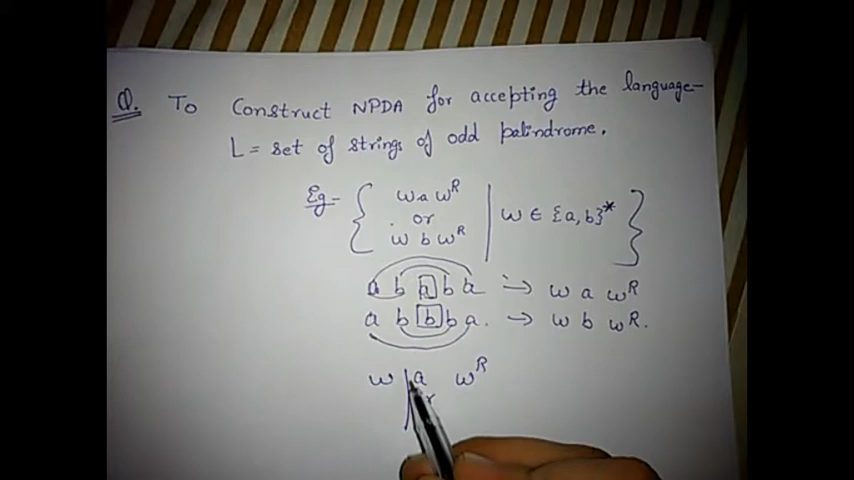 Q. To Construct NPDA for accepting the language-
L = set of strings of odd palindrome.
Eg- { w a w^R
or
w b w^R | w ∈ {a, b}* }
a b a b a → w a w^R
a b b b a. → w b w^R.
w | a w^R